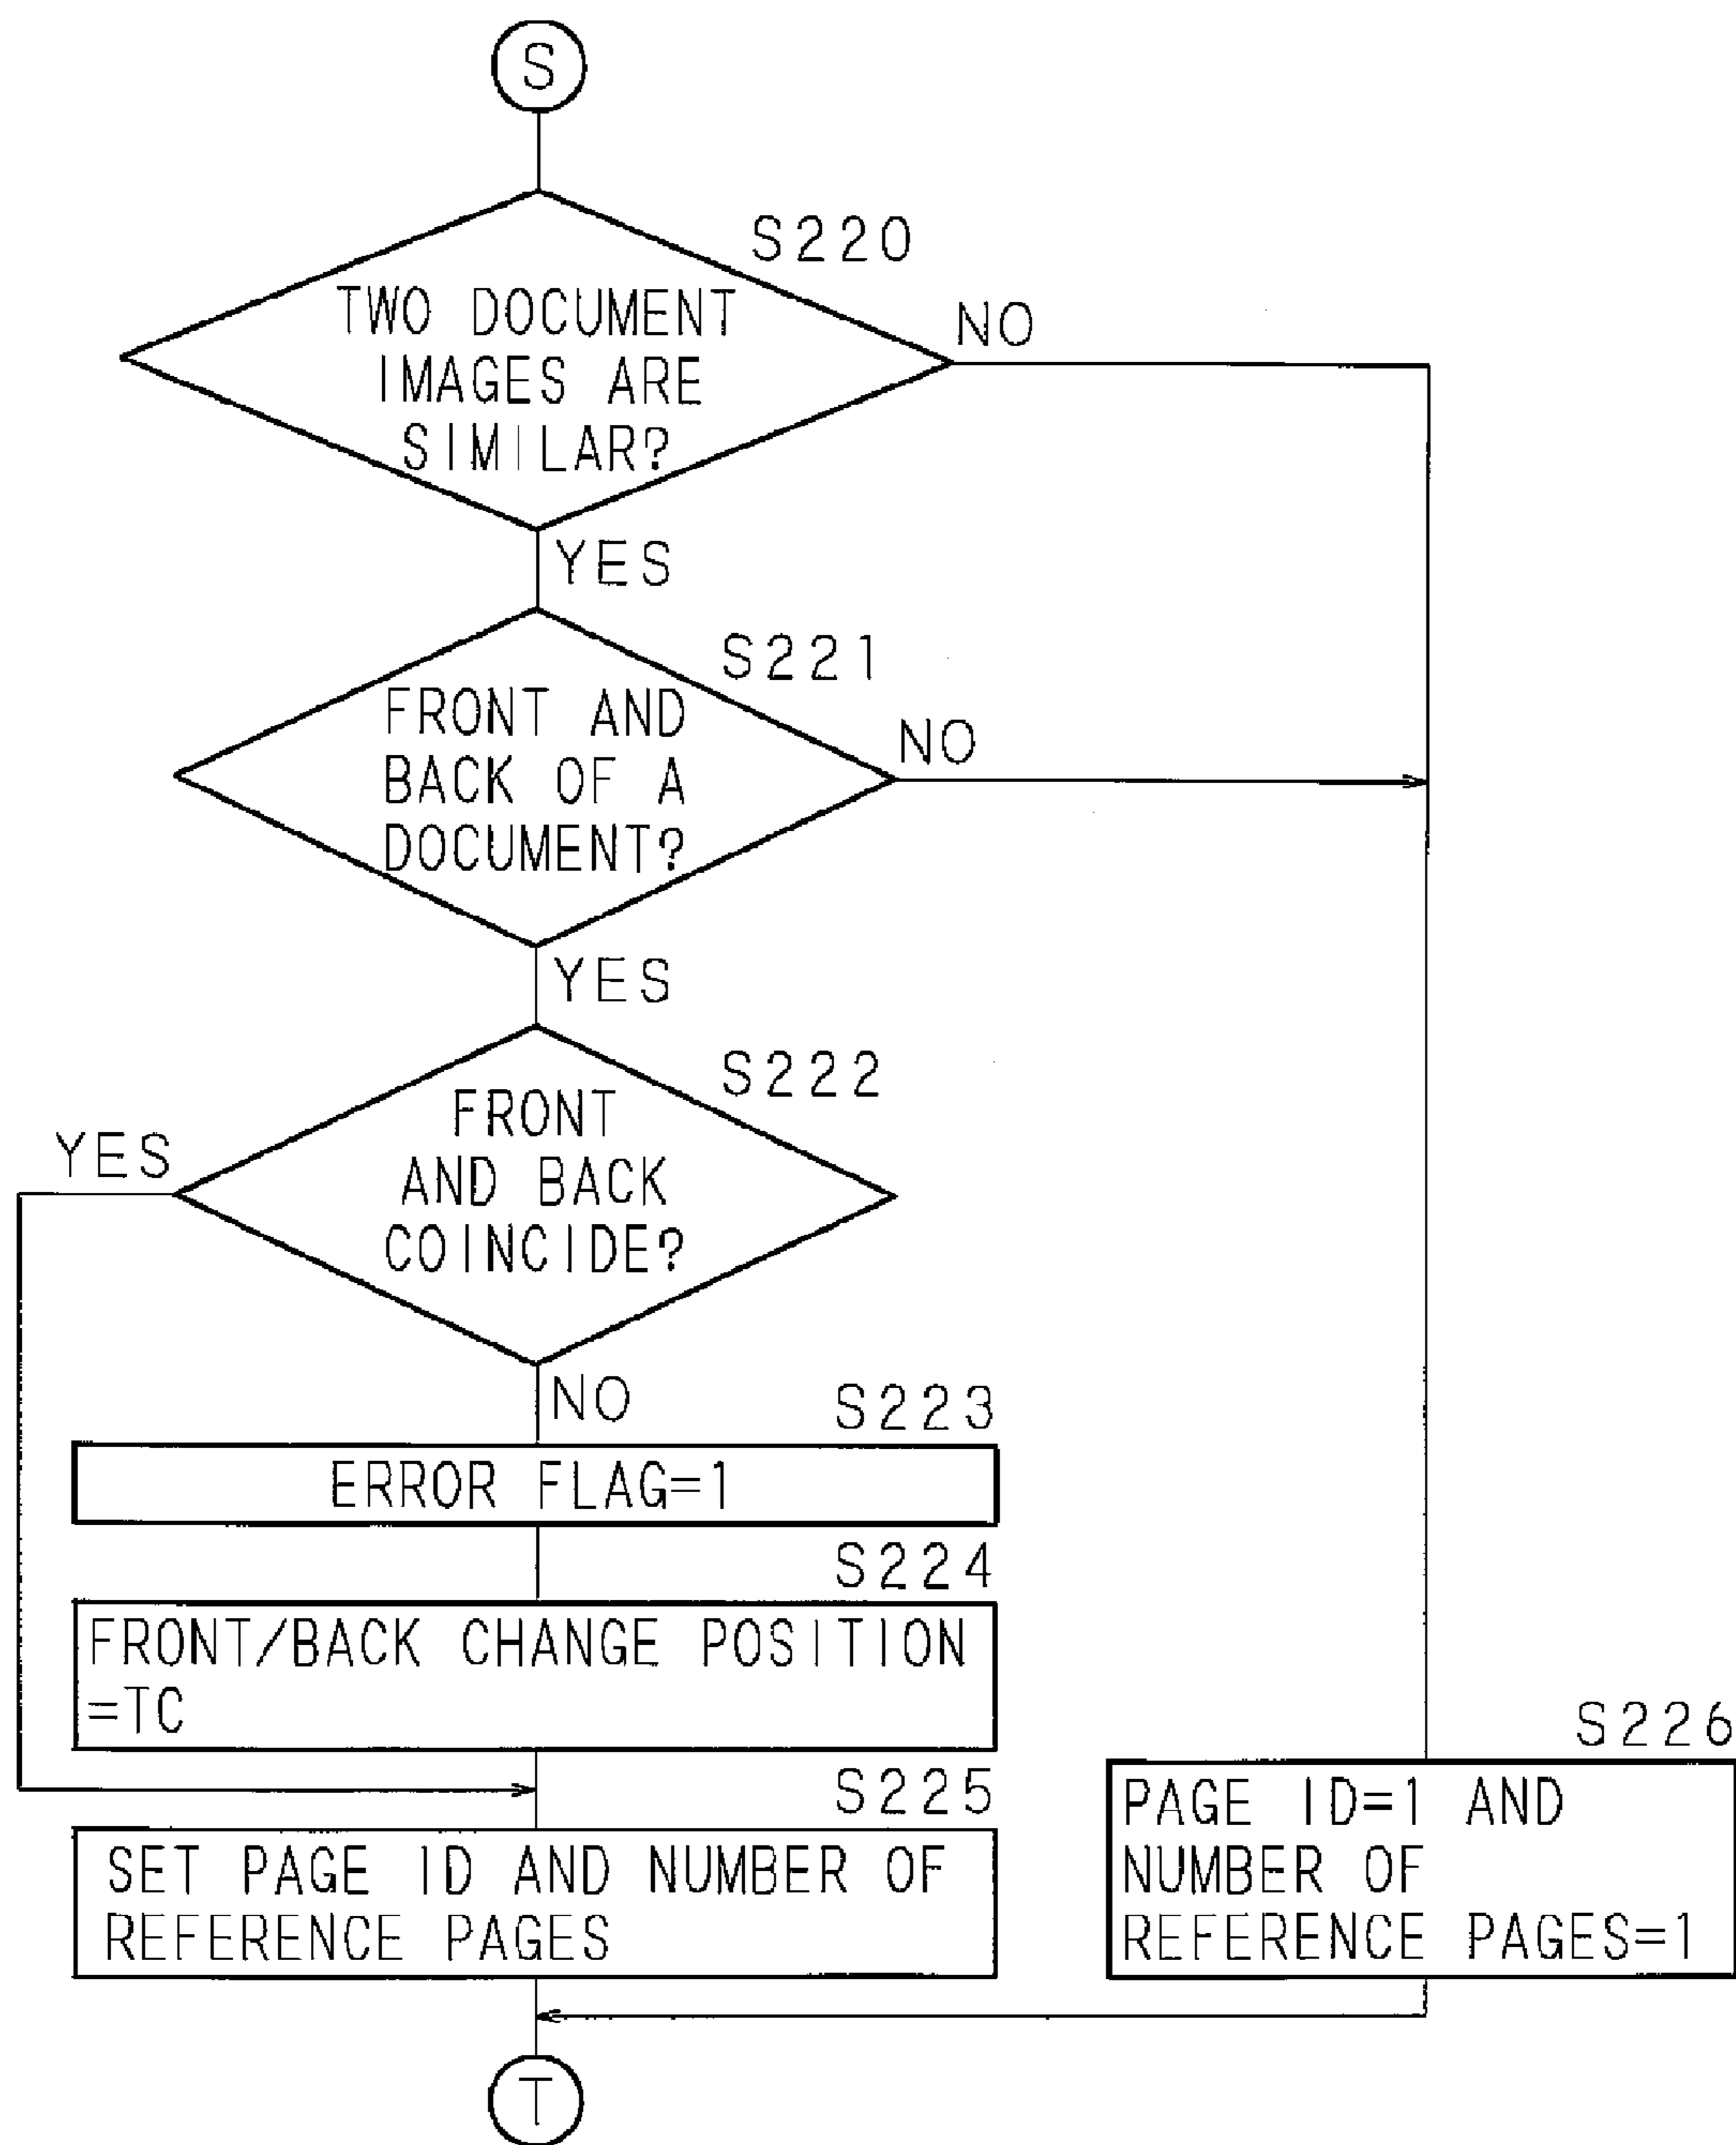 S
S220
TWO DOCUMENT
IMAGES ARE
SIMILAR?
NO
YES
S221
FRONT AND
BACK OF A
DOCUMENT?
NO
YES
S222
FRONT
AND BACK
COINCIDE?
YES
NO
S223
ERROR FLAG=1
S224
FRONT/BACK CHANGE POSITION
=TC
S225
SET PAGE ID AND NUMBER OF
REFERENCE PAGES
S226
PAGE ID=1 AND
NUMBER OF
REFERENCE PAGES=1
T